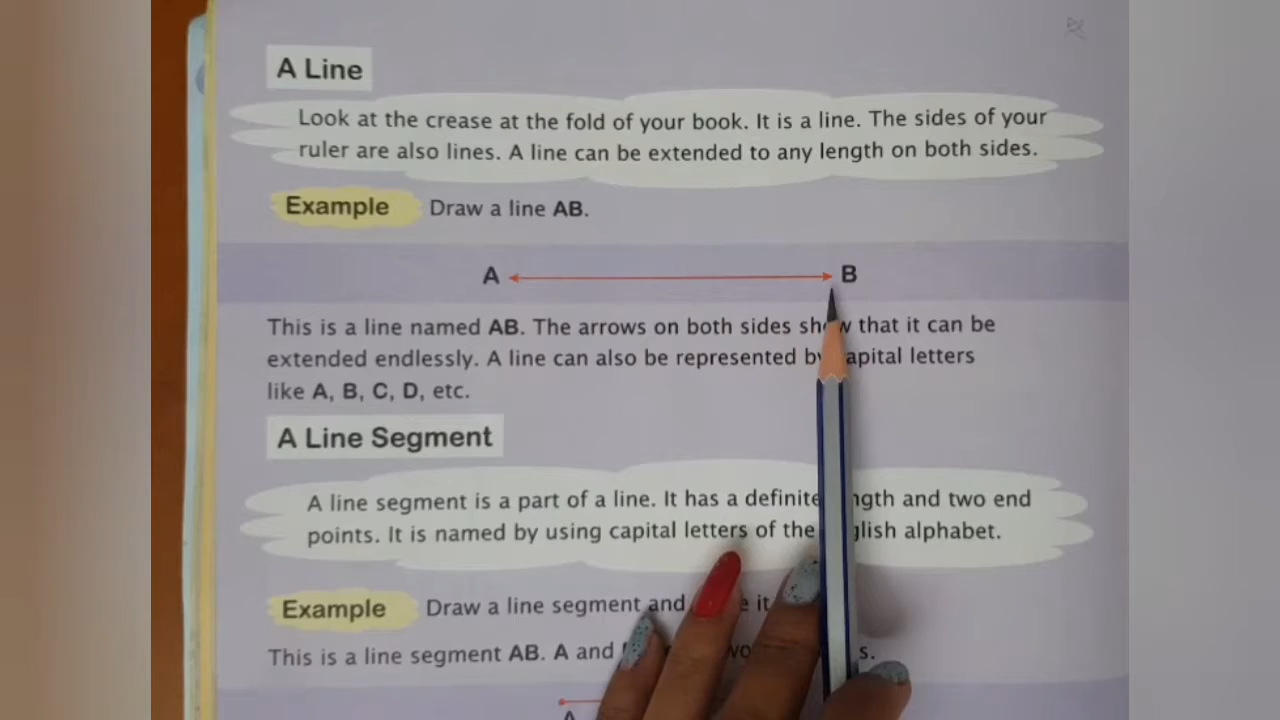 A Line
Look at the crease at the fold of your book. It is a line. The sides of your
ruler are also lines. A line can be extended to any length on both sides.
Example Draw a line AB.
A B
This is a line named AB. The arrows on both sides show that it can be
extended endlessly. A line can also be represented by capital letters
like A, B, C, D, etc.
A Line Segment
A line segment is a part of a line. It has a definite length and two end
points. It is named by using capital letters of the English alphabet.
Example Draw a line segment and it
This is a line segment AB. A and
A